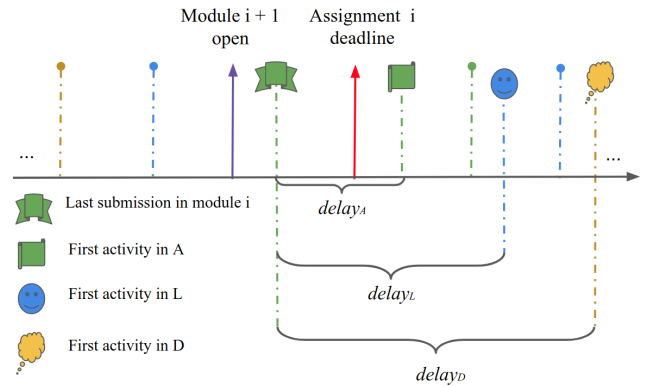 Module i + 1
open
Assignment i
deadline
...
...
delayA
Last submission in module i
First activity in A
delayL
First activity in L
First activity in D
delayD